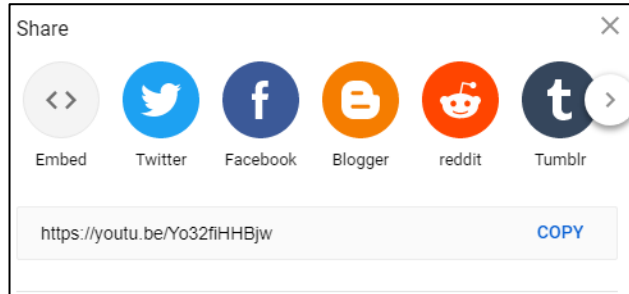 Share
Embed Twitter Facebook Blogger reddit Tumblr
https://youtu.be/Yo32fiHHBjw COPY